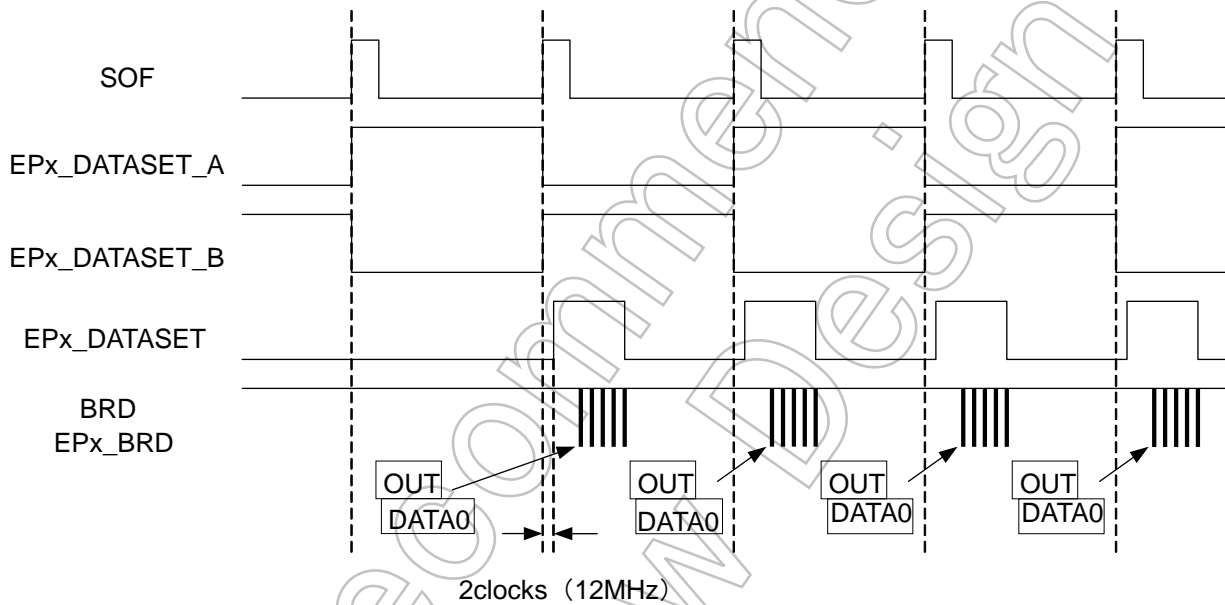 SOF
EPx_DATASET_A
EPx_DATASET_B
EPx_DATASET
BRD
EPx_BRD
OUT
DATA0
OUT
DATA0
OUT
DATA0
OUT
DATA0
2clocks（12MHz）